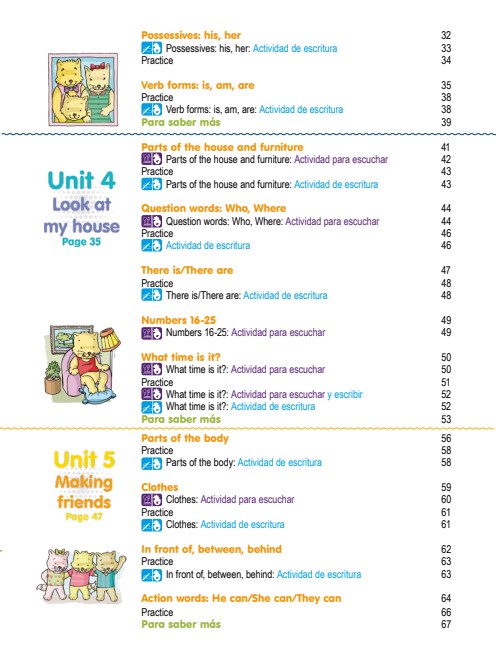 Possessives: his, her 32
Possessives: his, her: Actividad de escritura 33
Practice 34
Verb forms: is, am, are 35
Practice 38
Verb forms: is, am, are: Actividad de escritura 38
Para saber más 39
Unit 4
Look at
my house
Page 35
Parts of the house and furniture 41
Parts of the house and furniture: Actividad para escuchar 42
Practice 43
Parts of the house and furniture: Actividad de escritura 43
Question words: Who, Where 44
Question words: Who, Where: Actividad para escuchar 44
Practice 46
Actividad de escritura 46
There is/There are 47
Practice 48
There is/There are: Actividad de escritura 48
Numbers 16-25 49
Numbers 16-25: Actividad para escuchar 49
What time is it? 50
What time is it?: Actividad para escuchar 50
Practice 51
What time is it?: Actividad para escuchar y escribir 52
What time is it?: Actividad de escritura 52
Para saber más 53
Unit 5
Making
friends
Page 47
Parts of the body 56
Practice 58
Parts of the body: Actividad de escritura 58
Clothes 59
Clothes: Actividad para escuchar 60
Practice 61
Clothes: Actividad de escritura 61
In front of, between, behind 62
Practice 63
In front of, between, behind: Actividad de escritura 63
Action words: He can/She can/They can 64
Practice 66
Para saber más 67